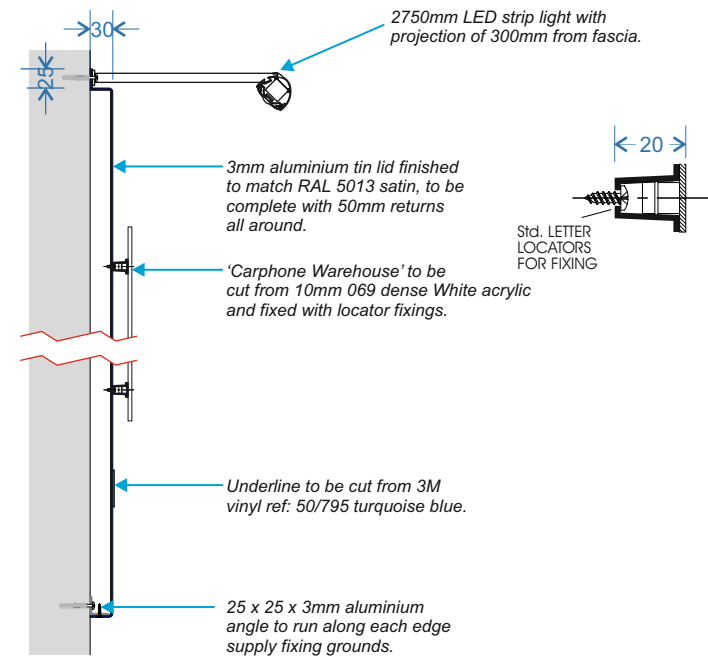 30
2750mm LED strip light with
projection of 300mm from fascia.
25
20
3mm aluminium tin lid finished
to match RAL 5013 satin, to be
complete with 50mm returns
all around.
Std. LETTER
LOCATORS
FOR FIXING
‘Carphone Warehouse’ to be
cut from 10mm 069 dense White acrylic
and fixed with locator fixings.
Underline to be cut from 3M
vinyl ref: 50/795 turquoise blue.
25 x 25 x 3mm aluminium
angle to run along each edge
supply fixing grounds.